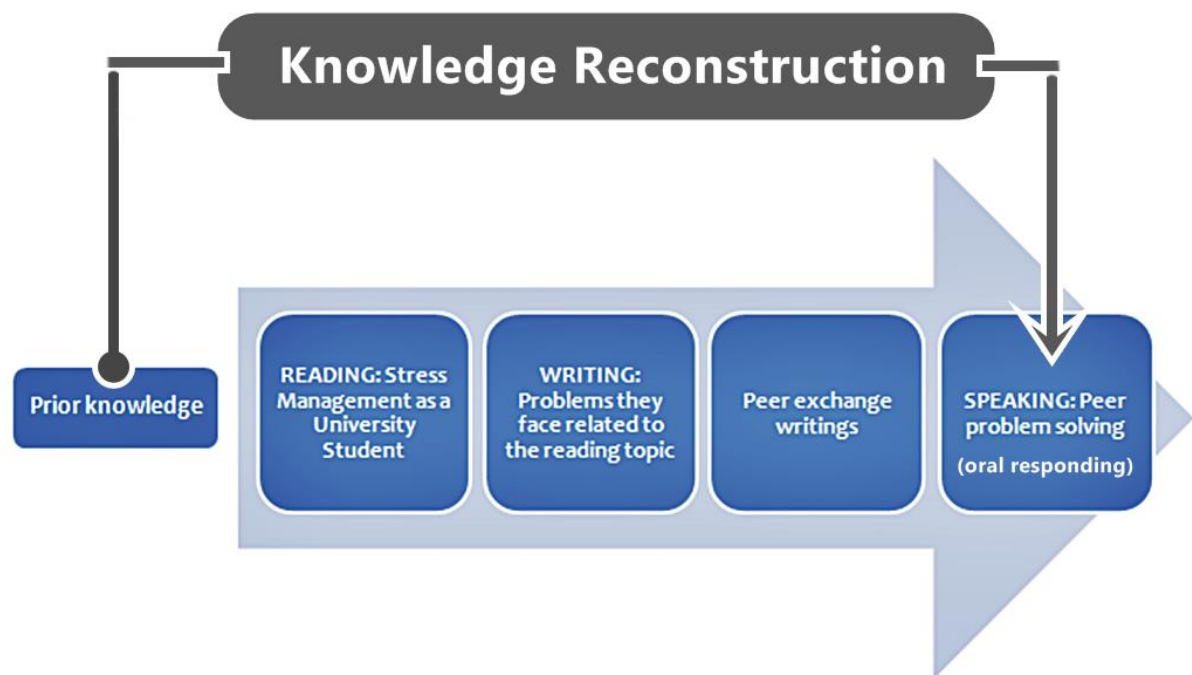 Knowledge Reconstruction
Prior knowledge
READING: Stress
Management as a
University
Student
WRITING:
Problems they
face related to
the reading topic
Peer exchange
writings
SPEAKING: Peer
problem solving
(oral responding)